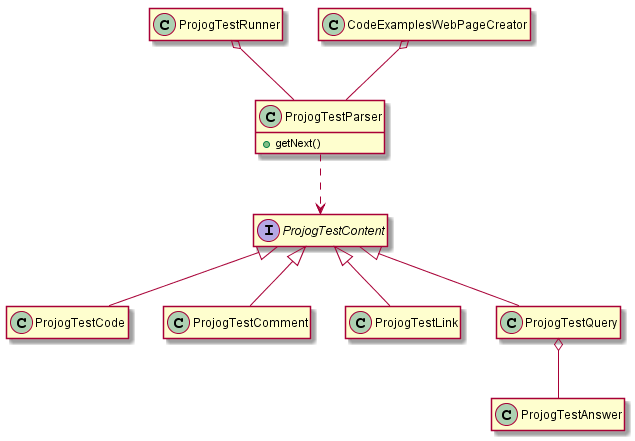 C ProjogTestRunner
C CodeExamplesWebPageCreator
C ProjogTestParser
getNext()
I ProjogTestContent
C ProjogTestCode
C ProjogTestComment
C ProjogTestLink
C ProjogTestQuery
C ProjogTestAnswer